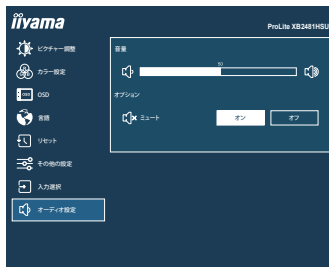 iiyama
ProLite XB2481HSU
ピクチャー調整
カラー設定
OSD
言語
リセット
その他の設定
入力選択
オーディオ設定
音量
50
オプション
ミュート
オン
オフ